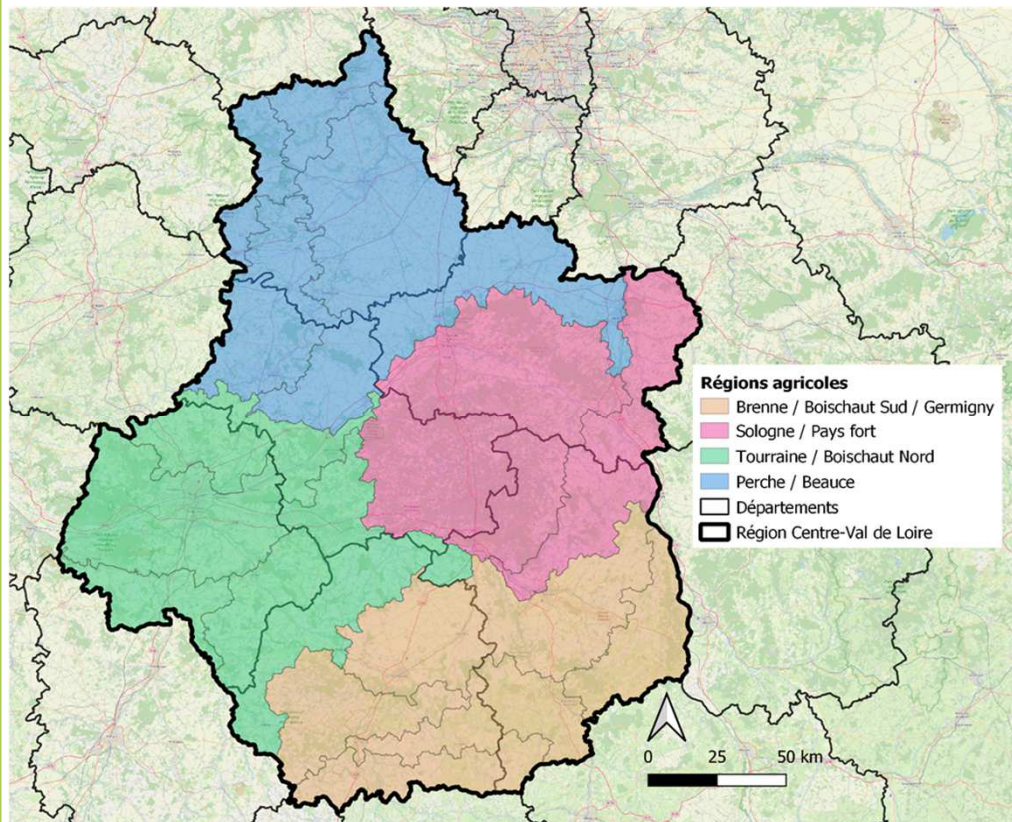 Régions agricoles
Brenne / Boischaut Sud / Germigny
Sologne / Pays fort
Tourraine / Boischaut Nord
Perche / Beauce
Départements
Région Centre-Val de Loire
0 25 50 km